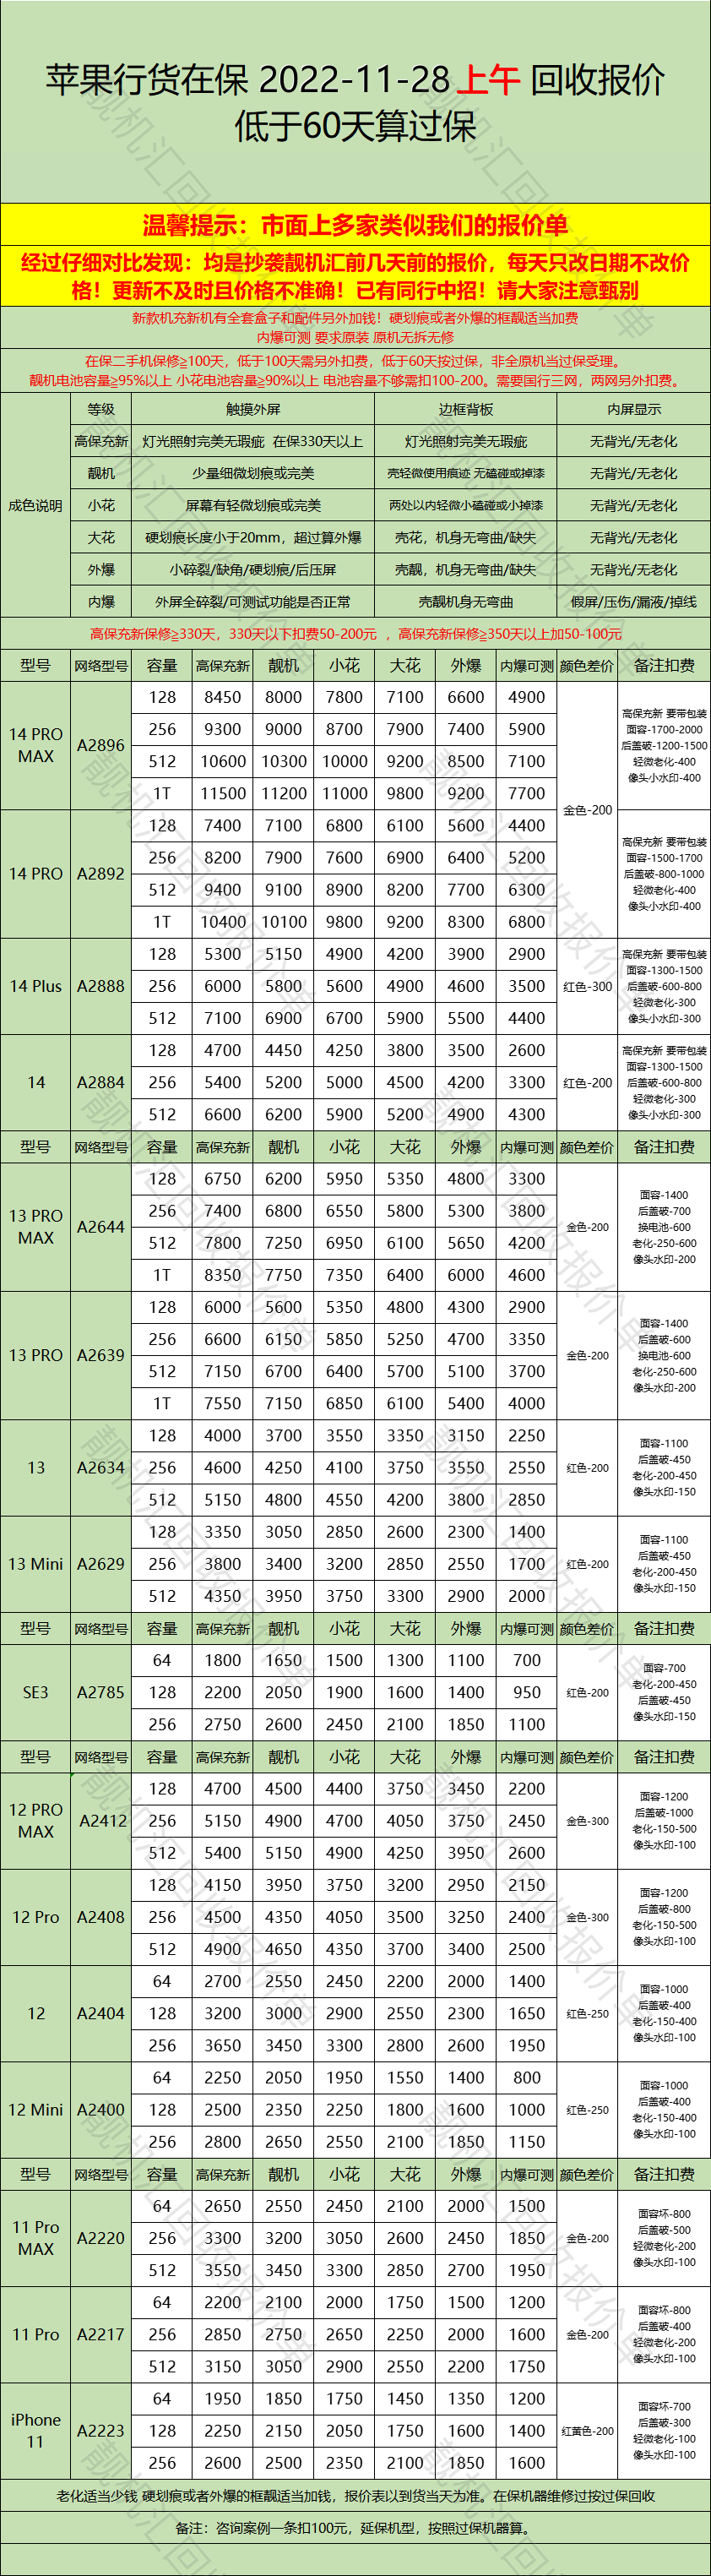 苹果行货在保 2022-11-28 上午 回收报价
低于60天算过保
温馨提示：市面上多家类似我们的报价单
经过仔细对比发现：均是抄袭靓机汇前几天前的报价，每天只改日期不改价
格！更新不及时且价格不准确！已有同行中招！请大家注意甄别
新款机充新机有全套盒子和配件另外加钱！硬划痕或者外爆的框靓适当加费
内爆可测 要求原装 原机无拆无修
在保二手机保修≧100天，低于100天需另外扣费，低于60天按过保，非全原机当过保受理。
靓机电池容量≧95%以上 小花电池容量≧90%以上 电池容量不够需扣100-200。需要国行三网，两网另外扣费。
成色说明 等级 触摸外屏 边框背板 内屏显示
高保充新 灯光照射完美无瑕疵 在保330天以上 灯光照射完美无瑕疵 无背光/无老化
靓机 少量细微划痕或完美 壳轻微使用痕迹 无磕碰或掉漆 无背光/无老化
小花 屏幕有轻微划痕或完美 两处以内轻微小磕碰或小掉漆 无背光/无老化
大花 硬划痕长度小于20mm，超过算外爆 壳花，机身无弯曲/缺失 无背光/无老化
外爆 小碎裂/缺角/硬划痕/后压屏 壳靓，机身无弯曲/缺失 无背光/无老化
内爆 外屏全碎裂/可测试功能是否正常 壳靓机身无弯曲 假屏/压伤/漏液/掉线
高保充新保修≧330天，330天以下扣费50-200元 ，高保充新保修≧350天以上加50-100元
型号 网络型号 容量 高保充新 靓机 小花 大花 外爆 内爆可测 颜色差价 备注扣费
14 PRO MAX A2896
128 8450 8000 7800 7100 6600 4900
256 9300 9000 8700 7900 7400 5900
512 10600 10300 10000 9200 8500 7100
1T 11500 11200 11000 9800 9200 7700
高保充新 要带包装
面容-1700-2000
后盖破-1200-1500
轻微老化-400
像头小水印-400
金色-200
14 PRO A2892
128 7400 7100 6800 6100 5600 4400
256 8200 7900 7600 6900 6400 5200
512 9400 9100 8900 8200 7700 6300
1T 10400 10100 9800 9200 8300 6800
高保充新 要带包装
面容-1500-1700
后盖破-800-1000
轻微老化-400
像头小水印-400
14 Plus A2888
128 5300 5150 4900 4200 3900 2900
256 6000 5800 5600 4900 4600 3500
512 7100 6900 6700 5900 5500 4400
红色-300
高保充新 要带包装
面容-1300-1500
后盖破-600-800
轻微老化-300
像头小水印-300
14 A2884
128 4700 4450 4250 3800 3500 2600
256 5400 5200 5000 4500 4200 3300
512 6600 6200 5900 5200 4900 4300
红色-200
高保充新 要带包装
面容-1300-1500
后盖破-600-800
轻微老化-300
像头小水印-300
型号 网络型号 容量 高保充新 靓机 小花 大花 外爆 内爆可测 颜色差价 备注扣费
13 PRO MAX A2644
128 6750 6200 5950 5350 4800 3300
256 7400 6800 6550 5800 5300 3800
512 7800 7250 6950 6100 5650 4200
1T 8350 7750 7350 6400 6000 4600
金色-200
面容-1400
后盖破-700
换电池-600
老化-250-600
像头水印-200
13 PRO A2639
128 6000 5600 5350 4800 4300 2900
256 6600 6150 5850 5250 4700 3350
512 7150 6700 6400 5700 5100 3700
1T 7550 7150 6850 6100 5400 4000
金色-200
面容-1400
后盖破-600
换电池-600
老化-250-600
像头水印-200
13 A2634
128 4000 3700 3550 3350 3150 2250
256 4600 4250 4100 3750 3550 2550
512 5150 4800 4550 4200 3800 2850
红色-200
面容-1100
后盖破-450
老化-200-450
像头水印-150
13 Mini A2629
128 3350 3050 2850 2600 2300 1400
256 3800 3400 3200 2850 2550 1700
512 4350 3950 3750 3300 2900 2000
红色-200
面容-1100
后盖破-450
老化-200-450
像头水印-150
型号 网络型号 容量 高保充新 靓机 小花 大花 外爆 内爆可测 颜色差价 备注扣费
SE3 A2785
64 1800 1650 1500 1300 1100 700
128 2200 2050 1900 1600 1400 950
256 2750 2600 2450 2100 1850 1100
红色-200
面容-700
老化-200-450
后盖破-450
像头水印-150
型号 网络型号 容量 高保充新 靓机 小花 大花 外爆 内爆可测 颜色差价 备注扣费
12 PRO MAX A2412
128 4700 4500 4400 3750 3450 2200
256 5150 4900 4700 4050 3750 2450
512 5400 5150 4900 4250 3950 2600
金色-300
面容-1200
后盖破-1000
老化-150-500
像头水印-100
12 Pro A2408
128 4150 3950 3750 3200 2950 2150
256 4500 4350 4050 3500 3250 2400
512 4900 4650 4350 3700 3400 2500
金色-300
面容-1200
后盖破-800
老化-150-500
像头水印-100
12 A2404
64 2700 2550 2450 2200 2000 1400
128 3200 3000 2900 2550 2300 1650
256 3650 3450 3300 2800 2600 1950
红色-250
面容-1000
后盖破-400
老化-150-400
像头水印-100
12 Mini A2400
64 2250 2050 1950 1550 1400 800
128 2500 2350 2250 1800 1600 1000
256 2800 2650 2550 2100 1850 1150
红色-250
面容-1000
后盖破-400
老化-150-400
像头水印-100
型号 网络型号 容量 高保充新 靓机 小花 大花 外爆 内爆可测 颜色差价 备注扣费
11 Pro MAX A2220
64 2650 2550 2450 2100 2000 1500
256 3300 3200 3050 2600 2450 1850
512 3550 3450 3300 2850 2700 1950
金色-200
面容坏-800
后盖破-500
轻微老化-200
像头水印-100
11 Pro A2217
64 2200 2100 2000 1750 1500 1200
256 2850 2750 2650 2250 2000 1600
512 3150 3050 2900 2550 2200 1750
金色-200
面容坏-800
后盖破-400
轻微老化-200
像头水印-100
iPhone 11 A2223
64 1950 1850 1750 1450 1350 1200
128 2250 2150 2050 1750 1600 1400
256 2600 2500 2350 2100 1850 1600
红黄色-200
面容坏-700
后盖破-300
轻微老化-100
像头水印-100
老化适当少钱 硬划痕或者外爆的框靓适当加钱，报价表以到货当天为准。在保机器维修过按过保回收
备注：咨询案例一条扣100元，延保机型，按照过保机器算。
靓机汇回收报价单